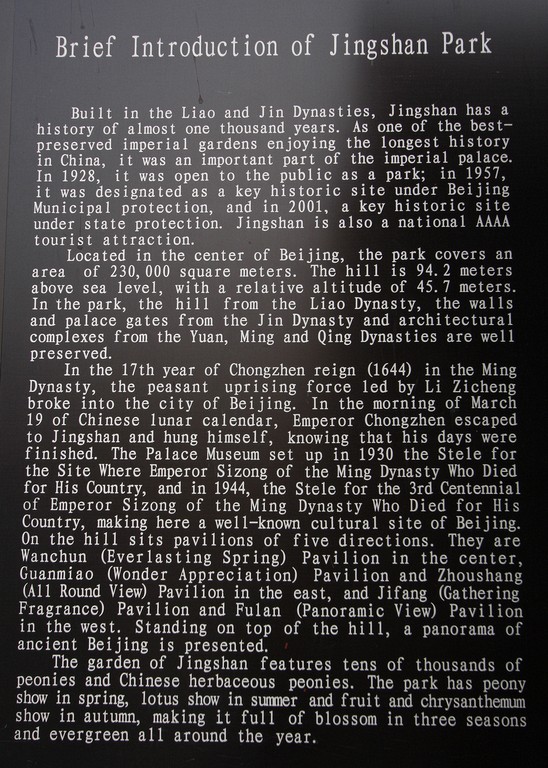 Brief Introduction of Jingshan Park
Built in the Liao and Jin Dynasties, Jingshan has a
history of almost one thousand years. As one of the best-
preserved imperial gardens enjoying the longest history
in China, it was an important part of the imperial palace.
In 1928, it was open to the public as a park; in 1957,
it was designated as a key historic site under Beijing
Municipal protection, and in 2001, a key historic site
under state protection. Jingshan is also a national AAAA
tourist attraction.
Located in the center of Beijing, the park covers an
area of 230,000 square meters. The hill is 94.2 meters
above sea level, with a relative altitude of 45.7 meters.
In the park, the hill from the Liao Dynasty, the walls
and palace gates from the Jin Dynasty and architectural
complexes from the Yuan, Ming and Qing Dynasties are well
preserved.
In the 17th year of Chongzhen reign (1644) in the Ming
Dynasty, the peasant uprising force led by Li Zicheng
broke into the city of Beijing. In the morning of March
19 of Chinese lunar calendar, Emperor Chongzhen escaped
to Jingshan and hung himself, knowing that his days were
finished. The Palace Museum set up in 1930 the Stele for
the Site Where Emperor Sizong of the Ming Dynasty Who Died
for His Country, and in 1944, the Stele for the 3rd Centennial
of Emperor Sizong of the Ming Dynasty Who Died for His
Country, making here a well-known cultural site of Beijing.
On the hill sits pavilions of five directions. They are
Wanchun (Everlasting Spring) Pavilion in the center,
Guanmiao (Wonder Appreciation) Pavilion and Zhoushang
(All Round View) Pavilion in the east, and Jifang (Gathering
Fragrance) Pavilion and Fulan (Panoramic View) Pavilion
in the west. Standing on top of the hill, a panorama of
ancient Beijing is presented.
The garden of Jingshan features tens of thousands of
peonies and Chinese herbaceous peonies. The park has peony
show in spring, lotus show in summer and fruit and chrysanthemum
show in autumn, making it full of blossom in three seasons
and evergreen all around the year.